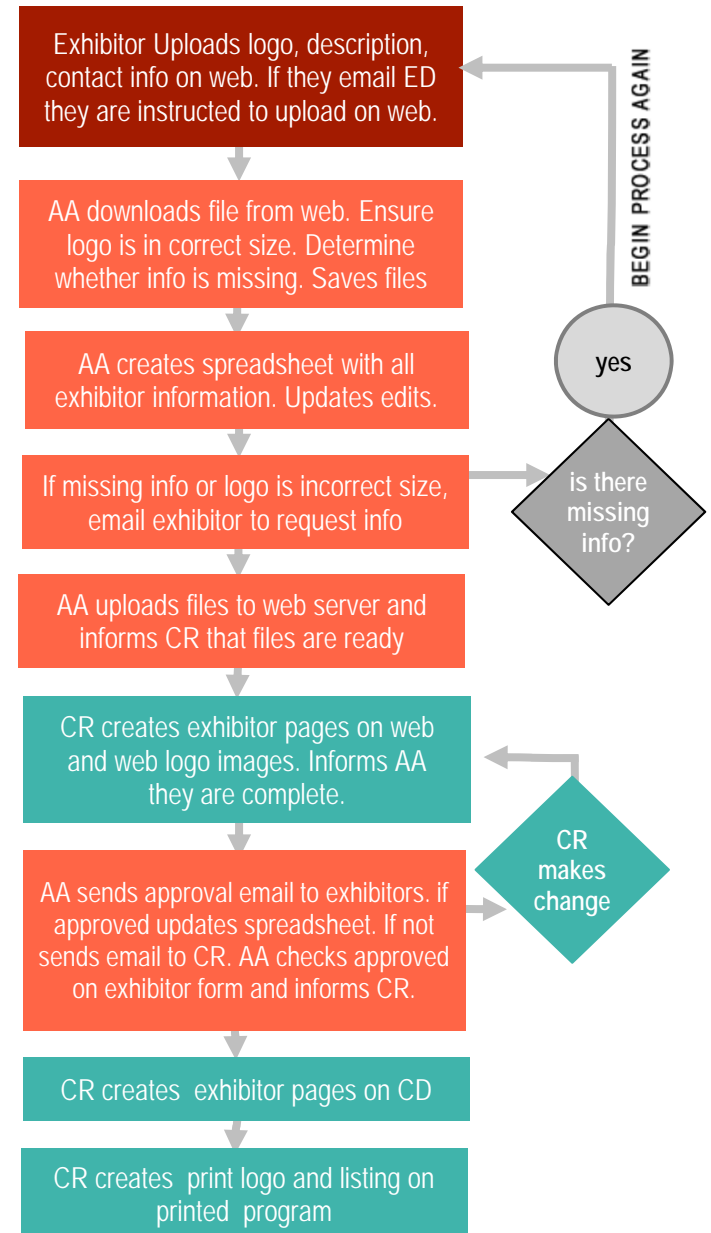 Exhibitor Uploads logo, description,
contact info on web. If they email ED
they are instructed to upload on web.
BEGIN PROCESS AGAIN
AA downloads file from web. Ensure
logo is in correct size. Determine
whether info is missing. Saves files
AA creates spreadsheet with all
exhibitor information. Updates edits.
yes
If missing info or logo is incorrect size,
email exhibitor to request info
is there
missing
info?
AA uploads files to web server and
informs CR that files are ready
CR creates exhibitor pages on web
and web logo images. Informs AA
they are complete.
CR
makes
change
AA sends approval email to exhibitors. if
approved updates spreadsheet. If not
sends email to CR. AA checks approved
on exhibitor form and informs CR.
CR creates exhibitor pages on CD
CR creates print logo and listing on
printed program